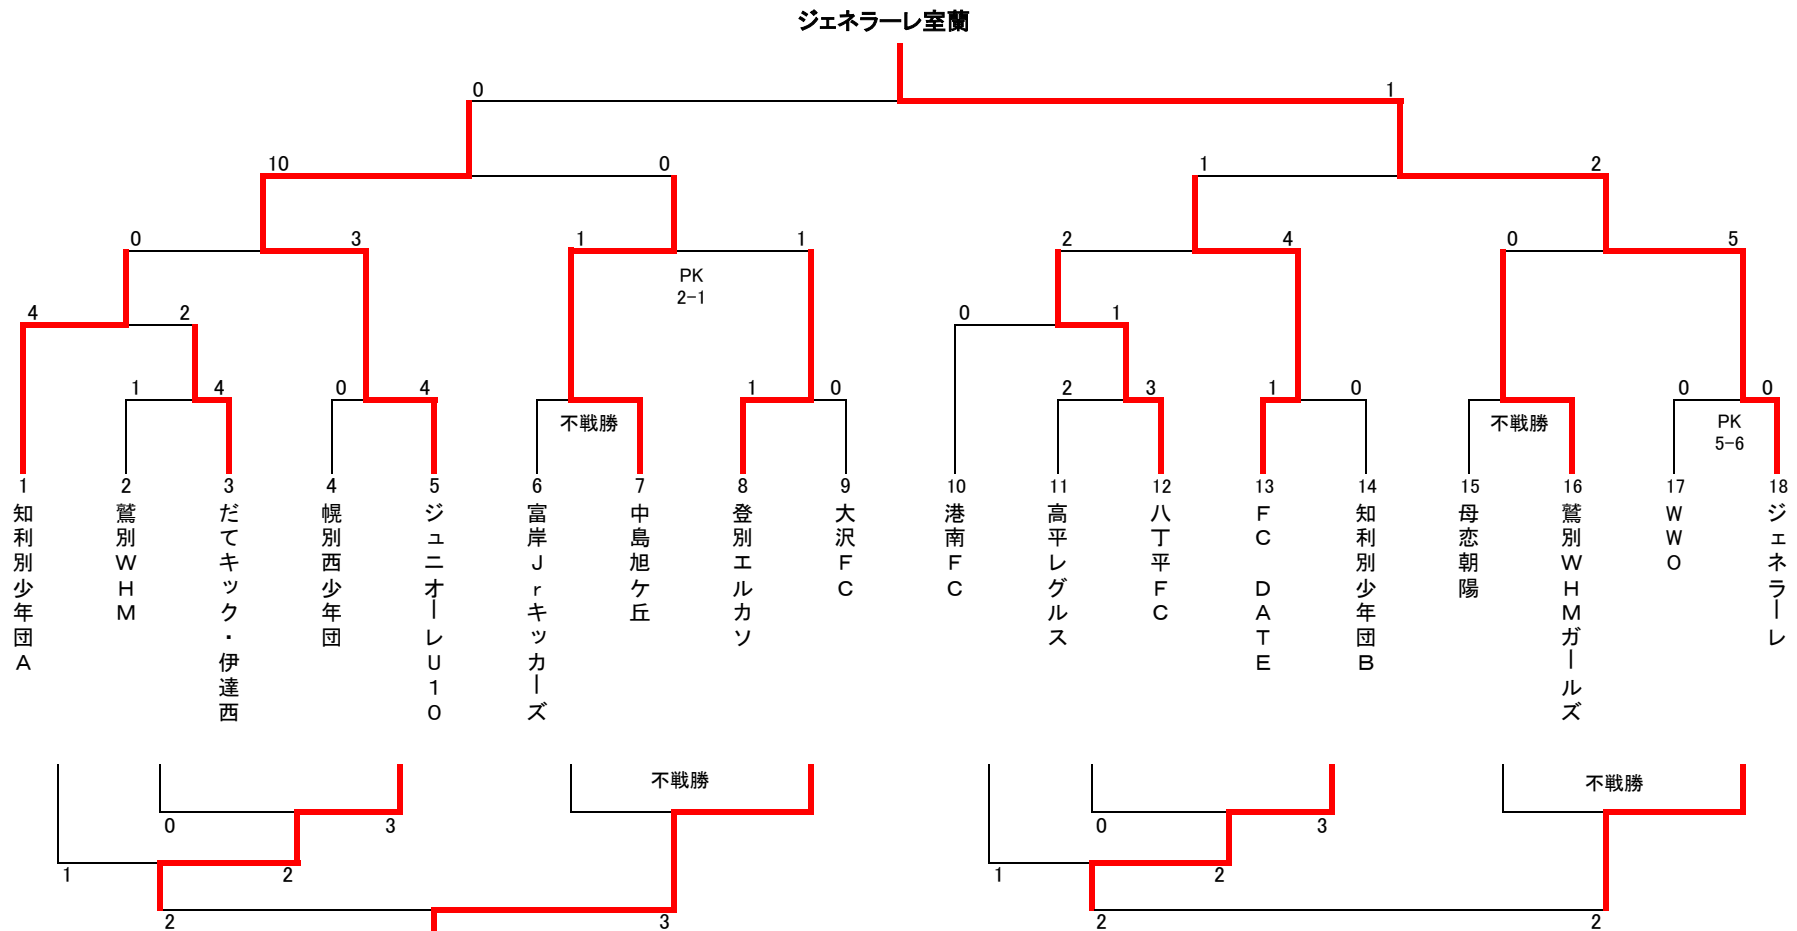 ジェネラーレ室蘭
0 1
10 0 1 2
0 3 1 1 2 4 0 5
PK
2-1
4 2 0 1
1 4 0 4 1 0 2 3 1 0 0 0
不戦勝 不戦勝 PK
5-6
1 2 3 4 5 6 7 8 9 10 11 12 13 14 15 16 17 18
知利別少年団A
鷲別WHM
だてキック・伊達西
幌別西少年団
ジュニオーレU10
富岸Jrキッカーズ
中島旭ケ丘
登別エルカソ
大沢FC
港南FC
高平レグルス
八丁平FC
FC DATE
知利別少年団B
母恋朝陽
鷲別WHMガールズ
WWO
ジェネラーレ
不戦勝 不戦勝
0 3 0 3
1 2 1 2
2 3 2 2